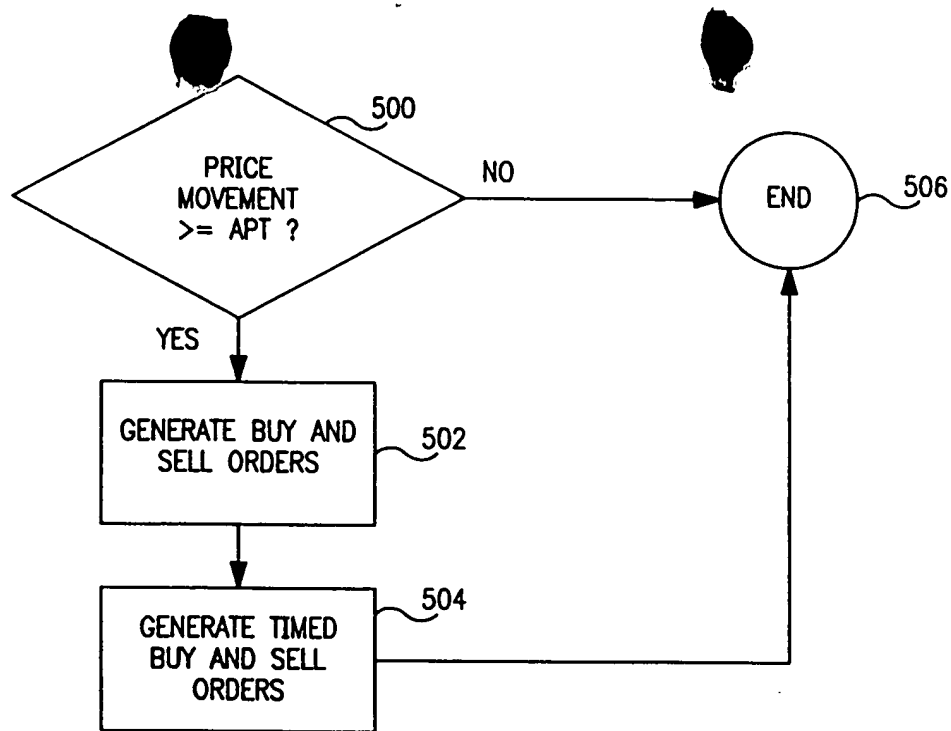 500
PRICE
MOVEMENT
>= APT ?
NO
END
506
YES
GENERATE BUY AND
SELL ORDERS
502
GENERATE TIMED
BUY AND SELL
ORDERS
504